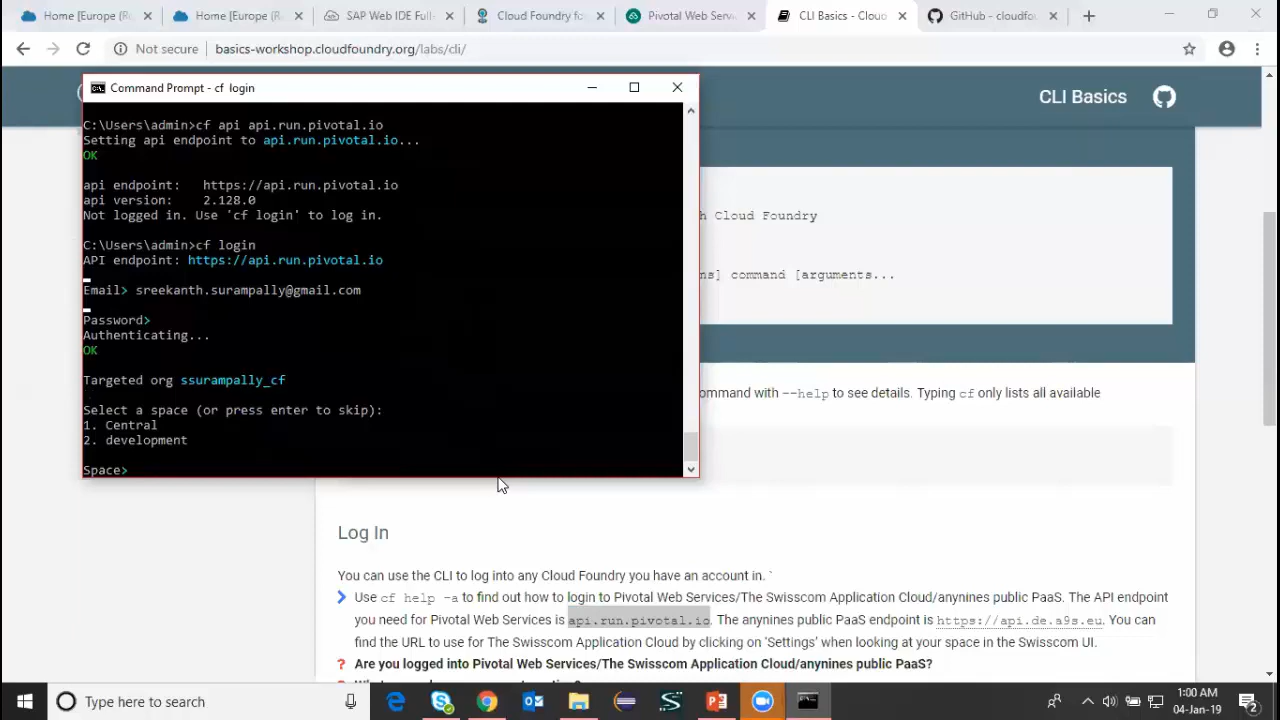 Home [Europe (R
Home [Europe (R
SAP Web IDE Full-
Cloud Foundry fo
Pivotal Web Serv
CLI Basics - Clou
GitHub - cloudfo
Not secure
basics-workshop.cloudfoundry.org/labs/cli/
CLI Basics
Command Prompt - cf login
C:\Users\admin>cf api api.run.pivotal.io
Setting api endpoint to api.run.pivotal.io...
OK
api endpoint: https://api.run.pivotal.io
api version: 2.128.0
Not logged in. Use 'cf login' to log in.
C:\Users\admin>cf login
API endpoint: https://api.run.pivotal.io
Email> sreekanth.surampally@gmail.com
Password>
Authenticating...
OK
Targeted org ssurampally_cf
Select a space (or press enter to skip):
1. Central
2. development
Space>
h Cloud Foundry
ns] command [arguments...
ommand with --help to see details. Typing cf only lists all available
Log In
You can use the CLI to log into any Cloud Foundry you have an account in. `
Use cf help -a to find out how to login to Pivotal Web Services/The Swisscom Application Cloud/anynines public PaaS. The API endpoint
you need for Pivotal Web Services is api.run.pivotal.io. The anynines public PaaS endpoint is https://api.de.a9s.eu. You can
find the URL to use for The Swisscom Application Cloud by clicking on 'Settings' when looking at your space in the Swisscom UI.
? Are you logged into Pivotal Web Services/The Swisscom Application Cloud/anynines public PaaS?
Type here to search
1:00 AM
04-Jan-19
2